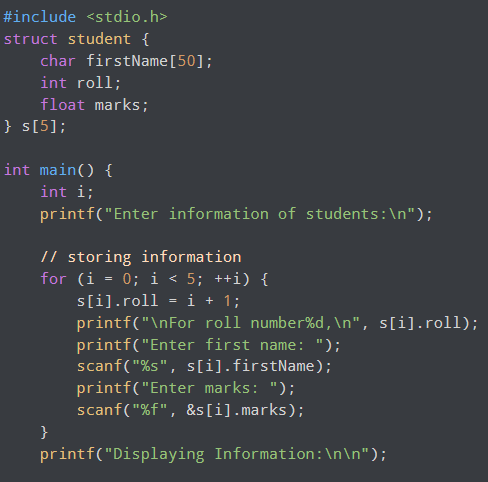 #include <stdio.h>
struct student {
    char firstName[50];
    int roll;
    float marks;
} s[5];

int main() {
    int i;
    printf("Enter information of students:\n");

    // storing information
    for (i = 0; i < 5; ++i) {
        s[i].roll = i + 1;
        printf("\nFor roll number%d,\n", s[i].roll);
        printf("Enter first name: ");
        scanf("%s", s[i].firstName);
        printf("Enter marks: ");
        scanf("%f", &s[i].marks);
    }
    printf("Displaying Information:\n\n");